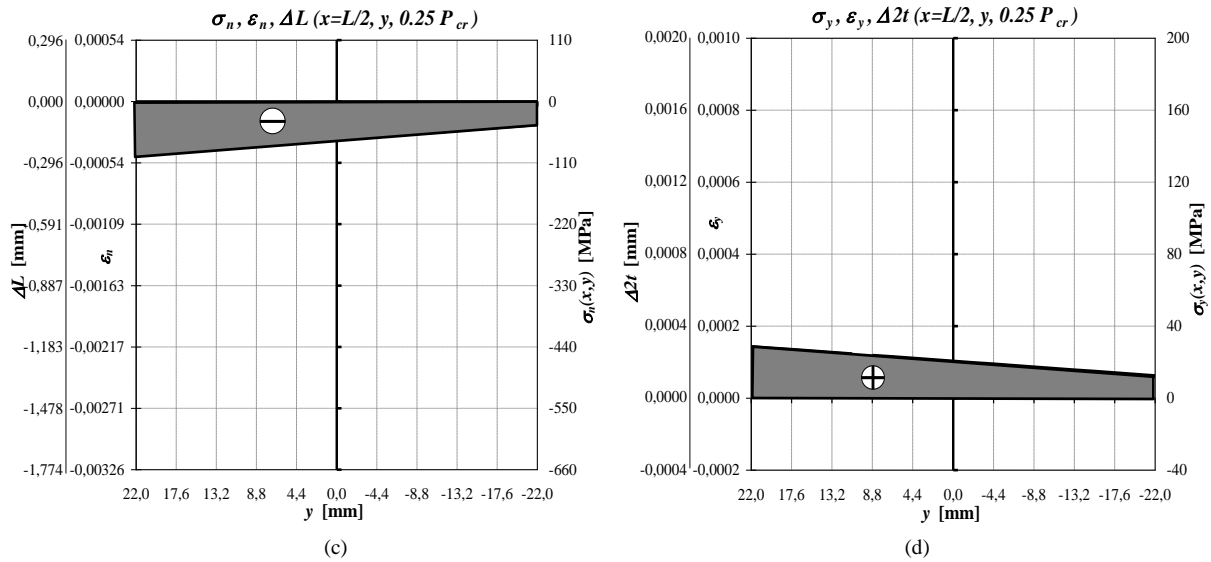 σn, εn, ΔL (x=L/2, y, 0.25 Pcr)
0,296 0,00054 110
0,000 0,00000 0
-0,296 -0,00054 -110
-0,591 -0,00109 -220
-0,887 -0,00163 -330
-1,183 -0,00217 -440
-1,478 -0,00271 -550
-1,774 -0,00326 -660
ΔL [mm]
εn
σn(x,y) [MPa]
22,0 17,6 13,2 8,8 4,4 0,0 -4,4 -8,8 -13,2 -17,6 -22,0
y [mm]
(c)
σy, εy, Δ2t (x=L/2, y, 0.25 Pcr)
0,0020 0,0010 200
0,0016 0,0008 160
0,0012 0,0006 120
0,0008 0,0004 80
0,0004 0,0002 40
0,0000 0,0000 0
-0,0004 -0,0002 -40
Δ2t [mm]
εy
σy(x,y) [MPa]
22,0 17,6 13,2 8,8 4,4 0,0 -4,4 -8,8 -13,2 -17,6 -22,0
y [mm]
(d)